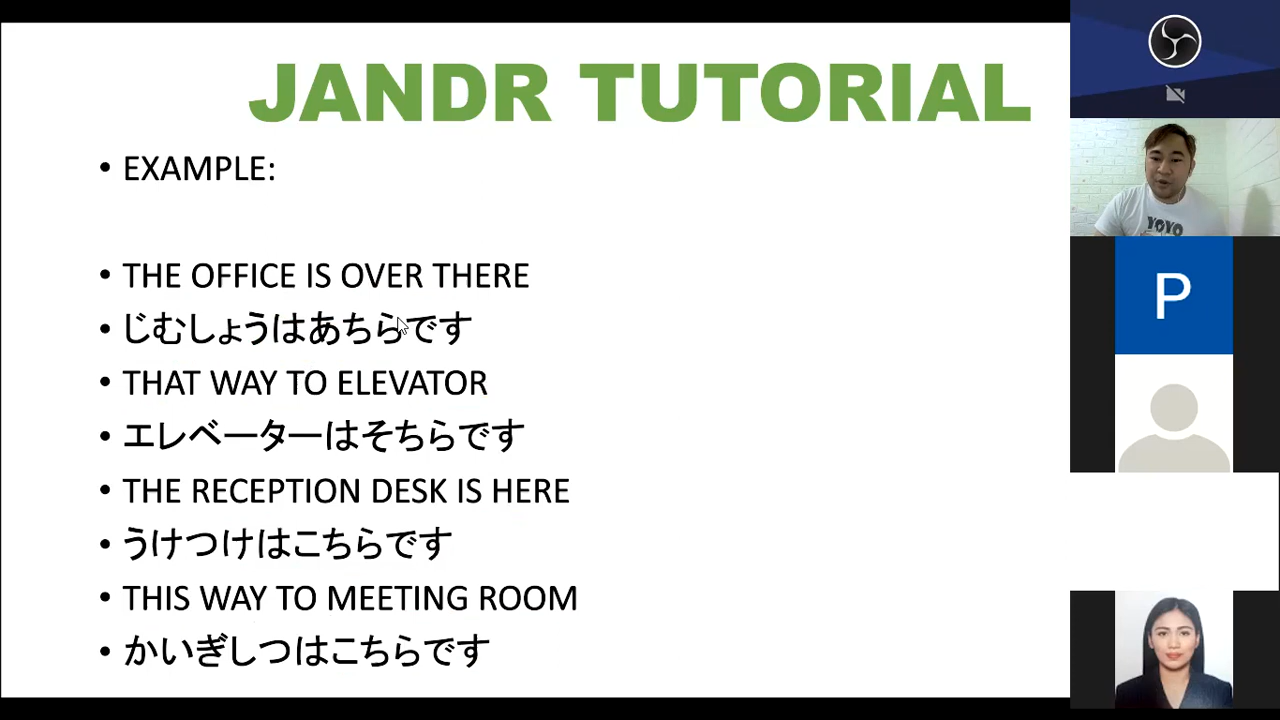 JANDR TUTORIAL
• EXAMPLE:
• THE OFFICE IS OVER THERE
• じむしょうはあちらです
• THAT WAY TO ELEVATOR
• エレベーターはそちらです
• THE RECEPTION DESK IS HERE
• うけつけはこちらです
• THIS WAY TO MEETING ROOM
• かいぎしつはこちらです
YOYO
P